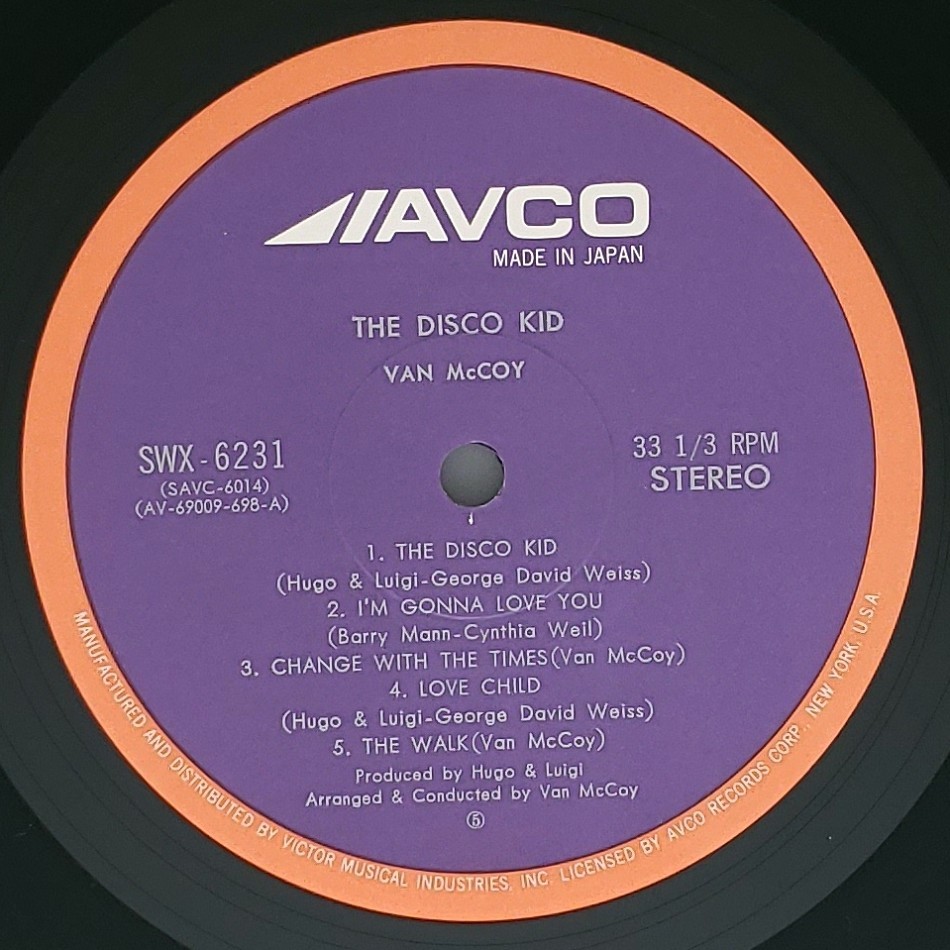 AVCO
MADE IN JAPAN
THE DISCO KID
VAN McCOY
SWX-6231
(SAVC-6014)
(AV-69009-698-A)
33 1/3 RPM
STEREO
1. THE DISCO KID
(Hugo & Luigi-George David Weiss)
2. I'M GONNA LOVE YOU
(Barry Mann-Cynthia Weil)
3. CHANGE WITH THE TIMES(Van McCoy)
4. LOVE CHILD
(Hugo & Luigi-George David Weiss)
5. THE WALK(Van McCoy)
Produced by Hugo & Luigi
Arranged & Conducted by Van McCoy
⑤
MANUFACTURED AND DISTRIBUTED BY VICTOR MUSICAL INDUSTRIES, INC. LICENSED BY AVCO RECORDS CORP., NEW YORK, U.S.A.